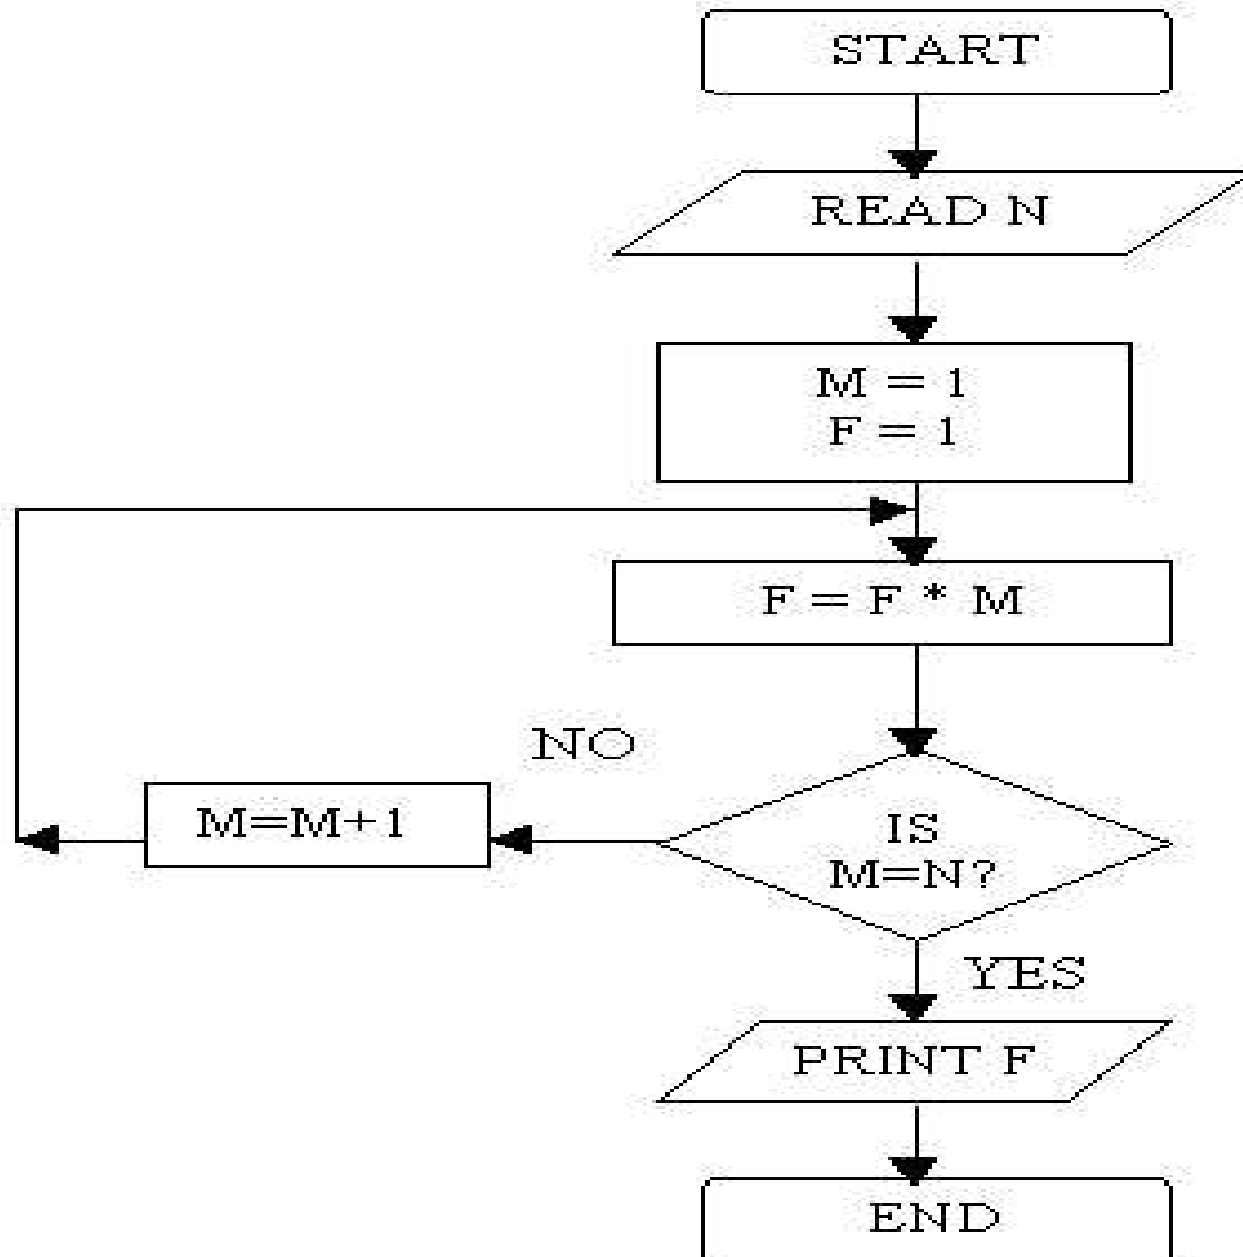 START
READ N
M = 1
F = 1
F = F * M
NO
M=M+1
IS
M=N?
YES
PRINT F
END